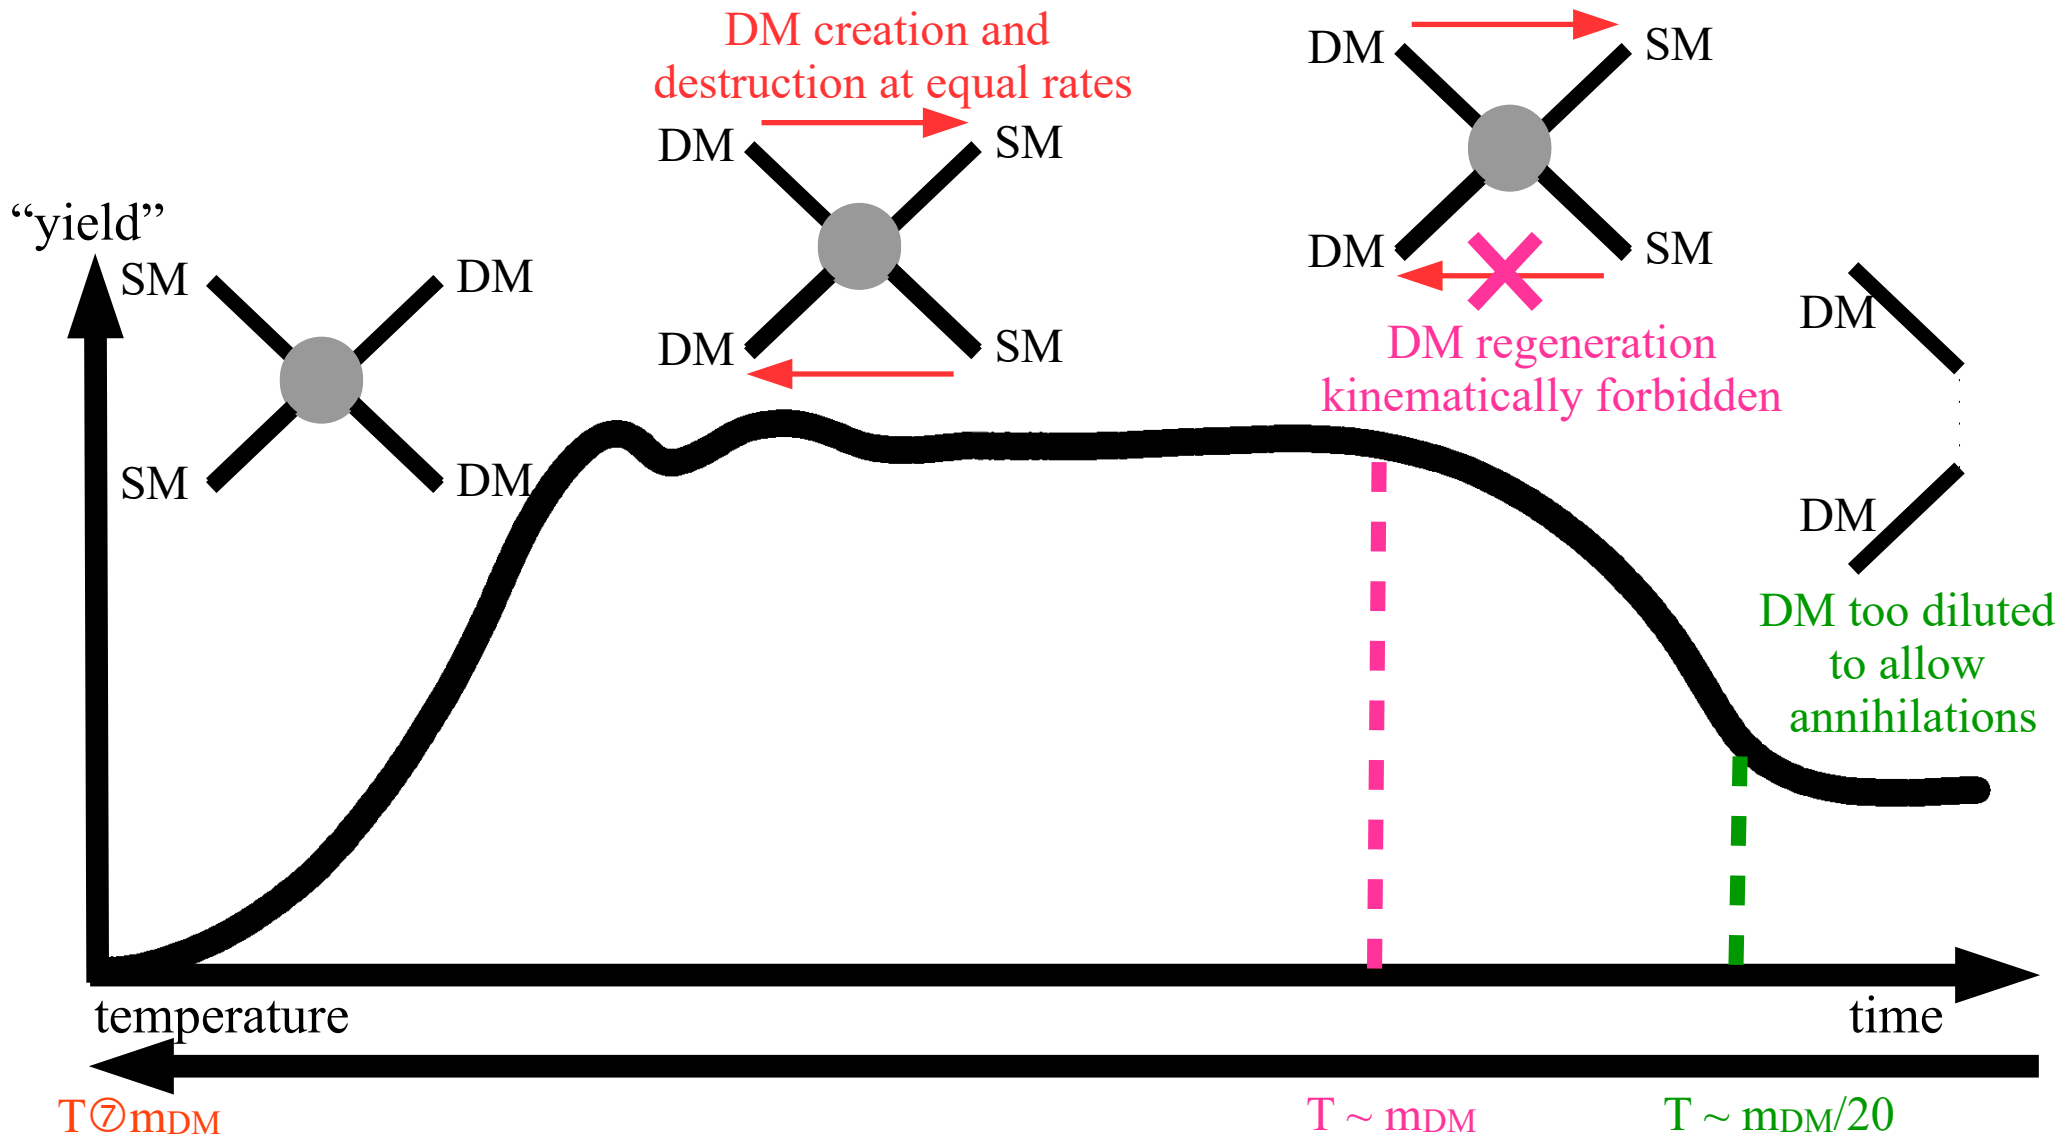 DM creation and
destruction at equal rates
DM
SM
DM
SM
DM
SM
DM
SM
DM regeneration
kinematically forbidden
“yield”
SM
DM
SM
DM
DM
DM
DM too diluted
to allow
annihilations
temperature
time
T⑦mDM
T ~ mDM
T ~ mDM/20